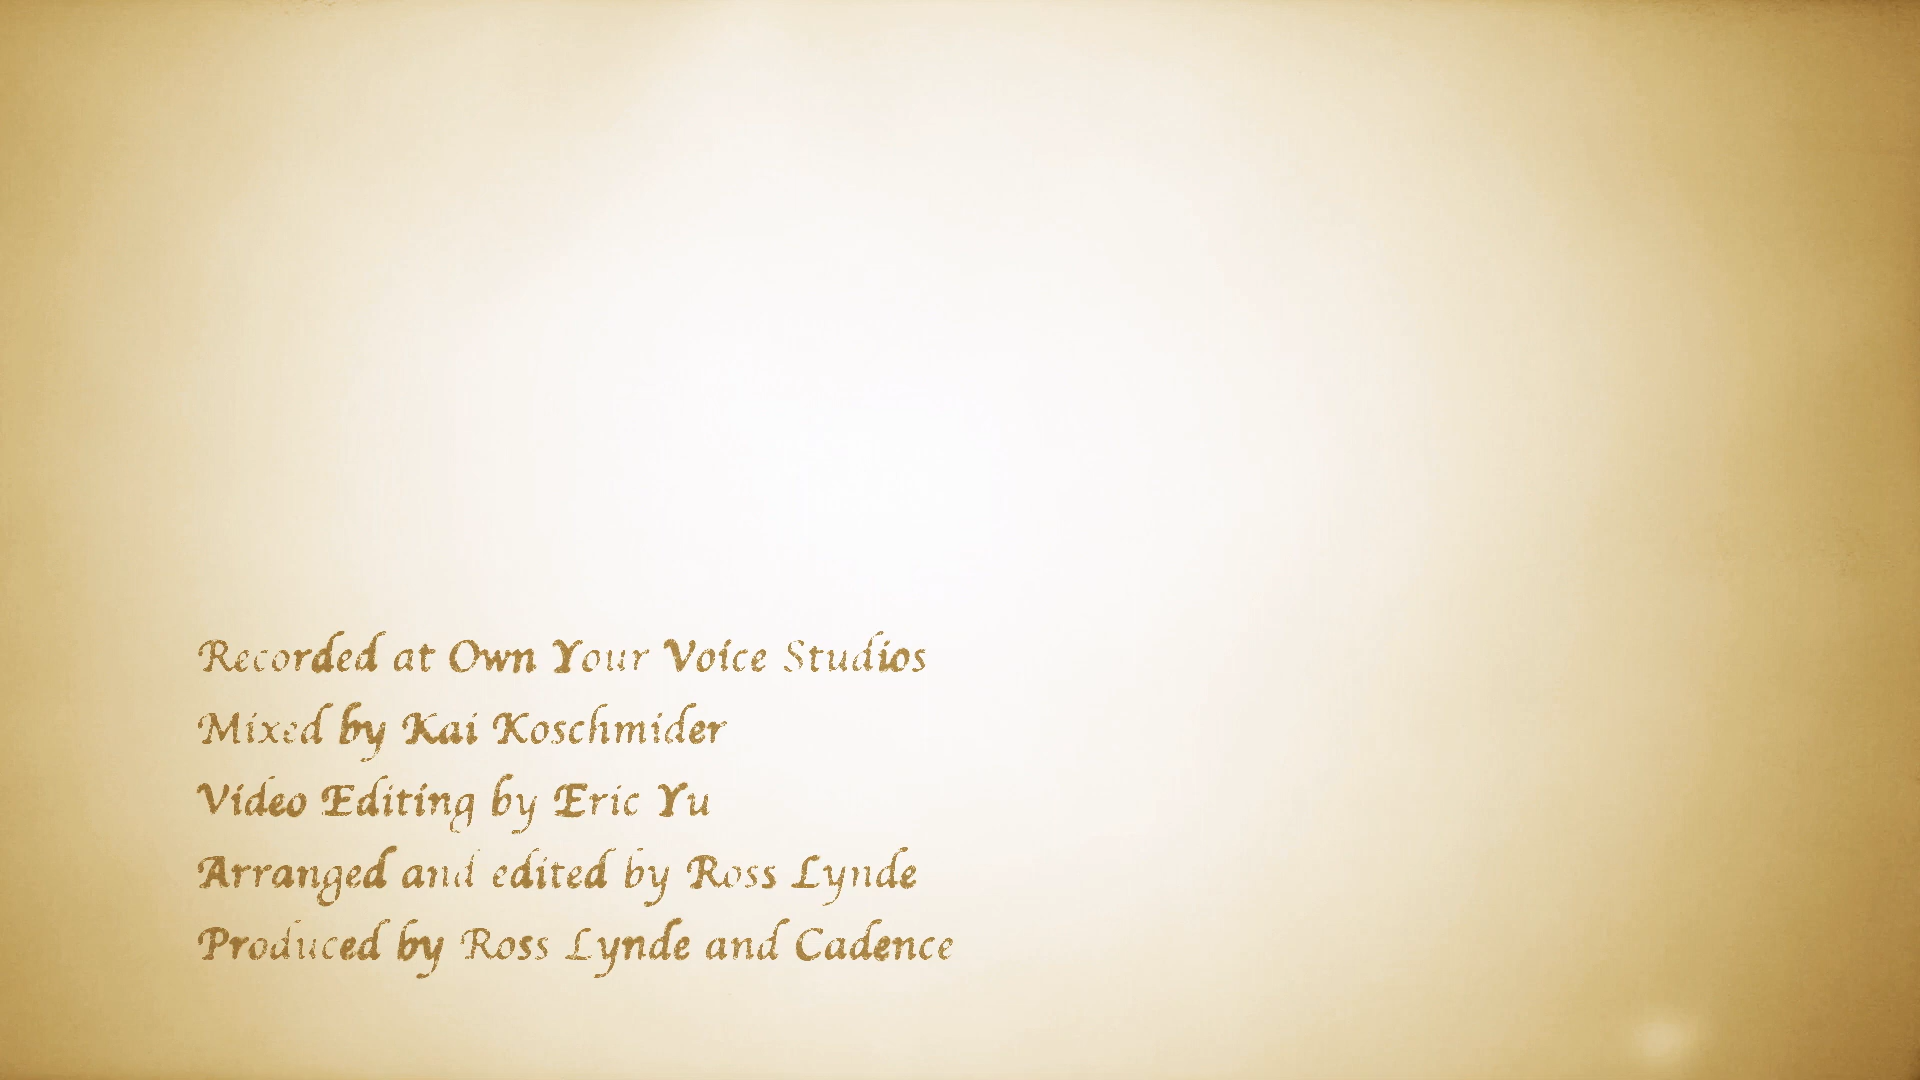 Recorded at Own Your Voice Studios
Mixed by Kai Koschmider
Video Editing by Eric Yu
Arranged and edited by Ross Lynde
Produced by Ross Lynde and Cadence